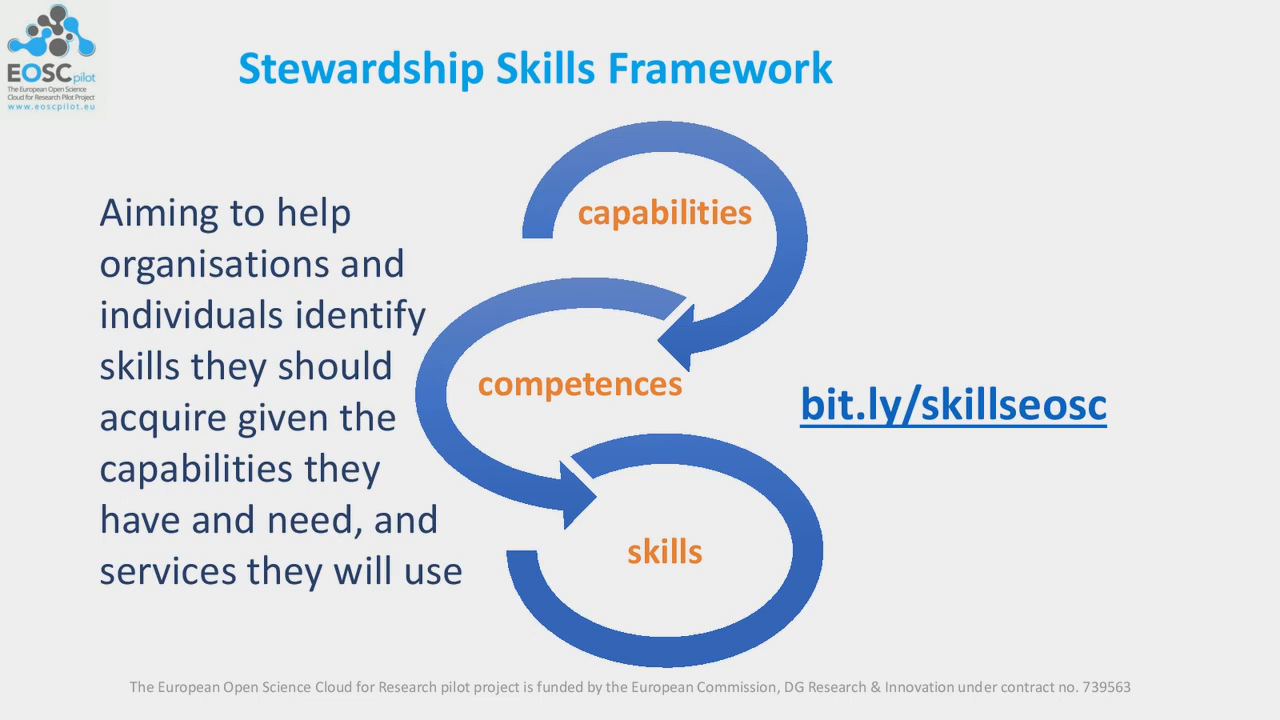 EOSCpilot
The European Open Science
Cloud for Research Pilot Project
www.eoscpilot.eu
Stewardship Skills Framework
Aiming to help
organisations and
individuals identify
skills they should
acquire given the
capabilities they
have and need, and
services they will use
capabilities
competences
skills
bit.ly/skillseosc
The European Open Science Cloud for Research pilot project is funded by the European Commission, DG Research & Innovation under contract no. 739563